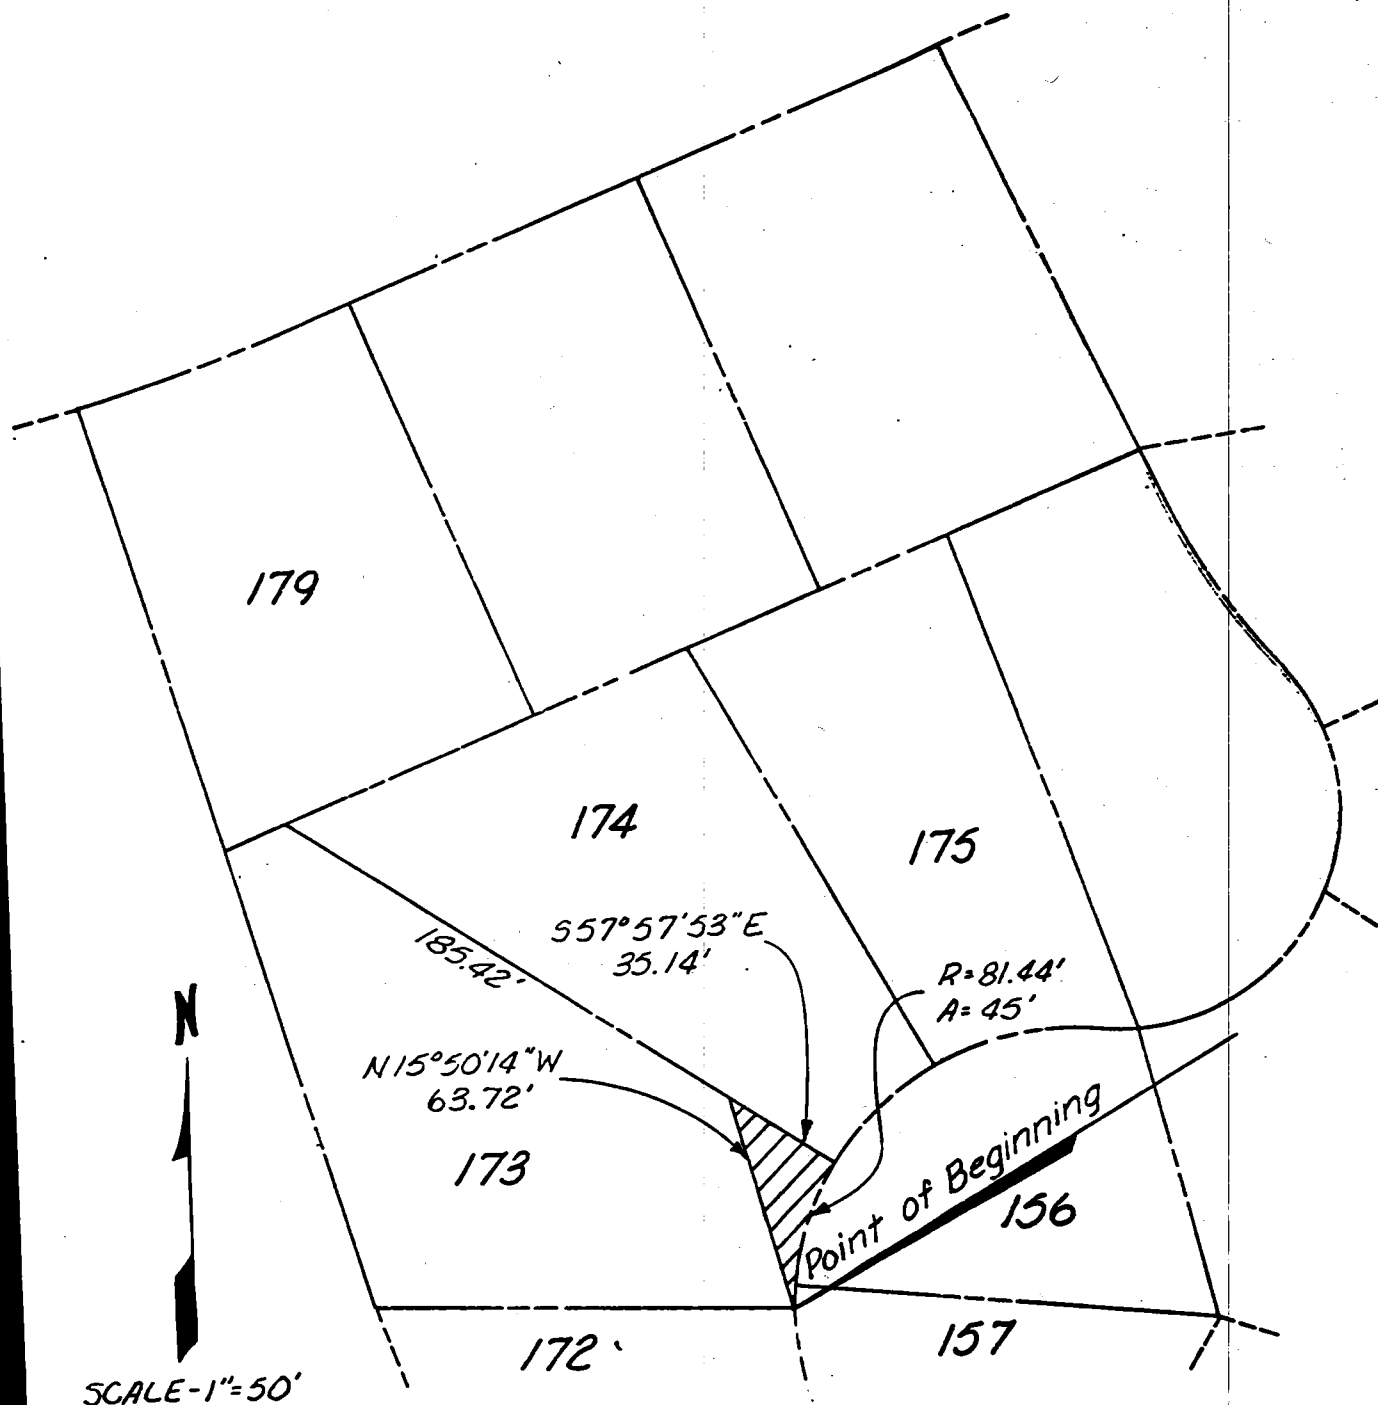 179
174
175
S57°57'53"E
35.14'
185.42'
R=81.44'
A=45'
N
N15°50'14"W
63.72'
173
Point of Beginning
156
172
157
SCALE-1"=50'